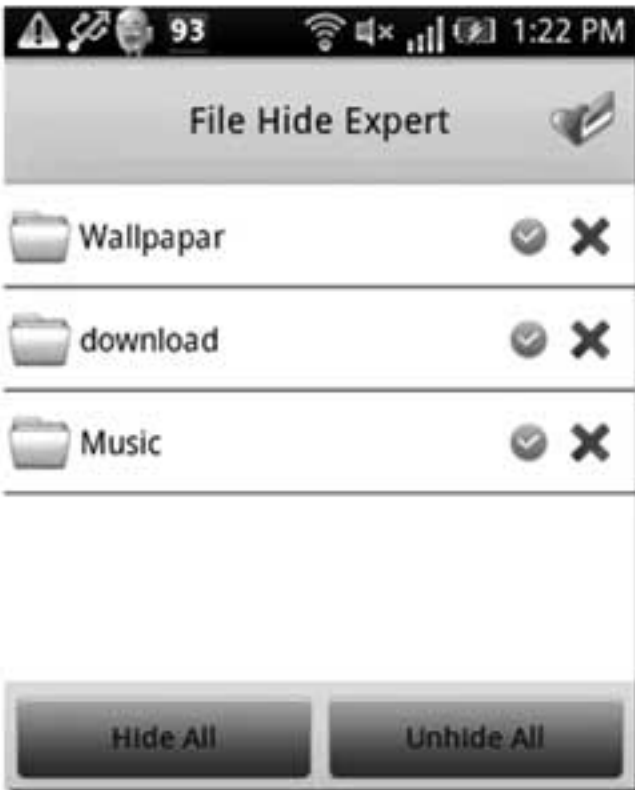 93 1:22 PM
File Hide Expert
Wallpapar
download
Music
Hide All Unhide All